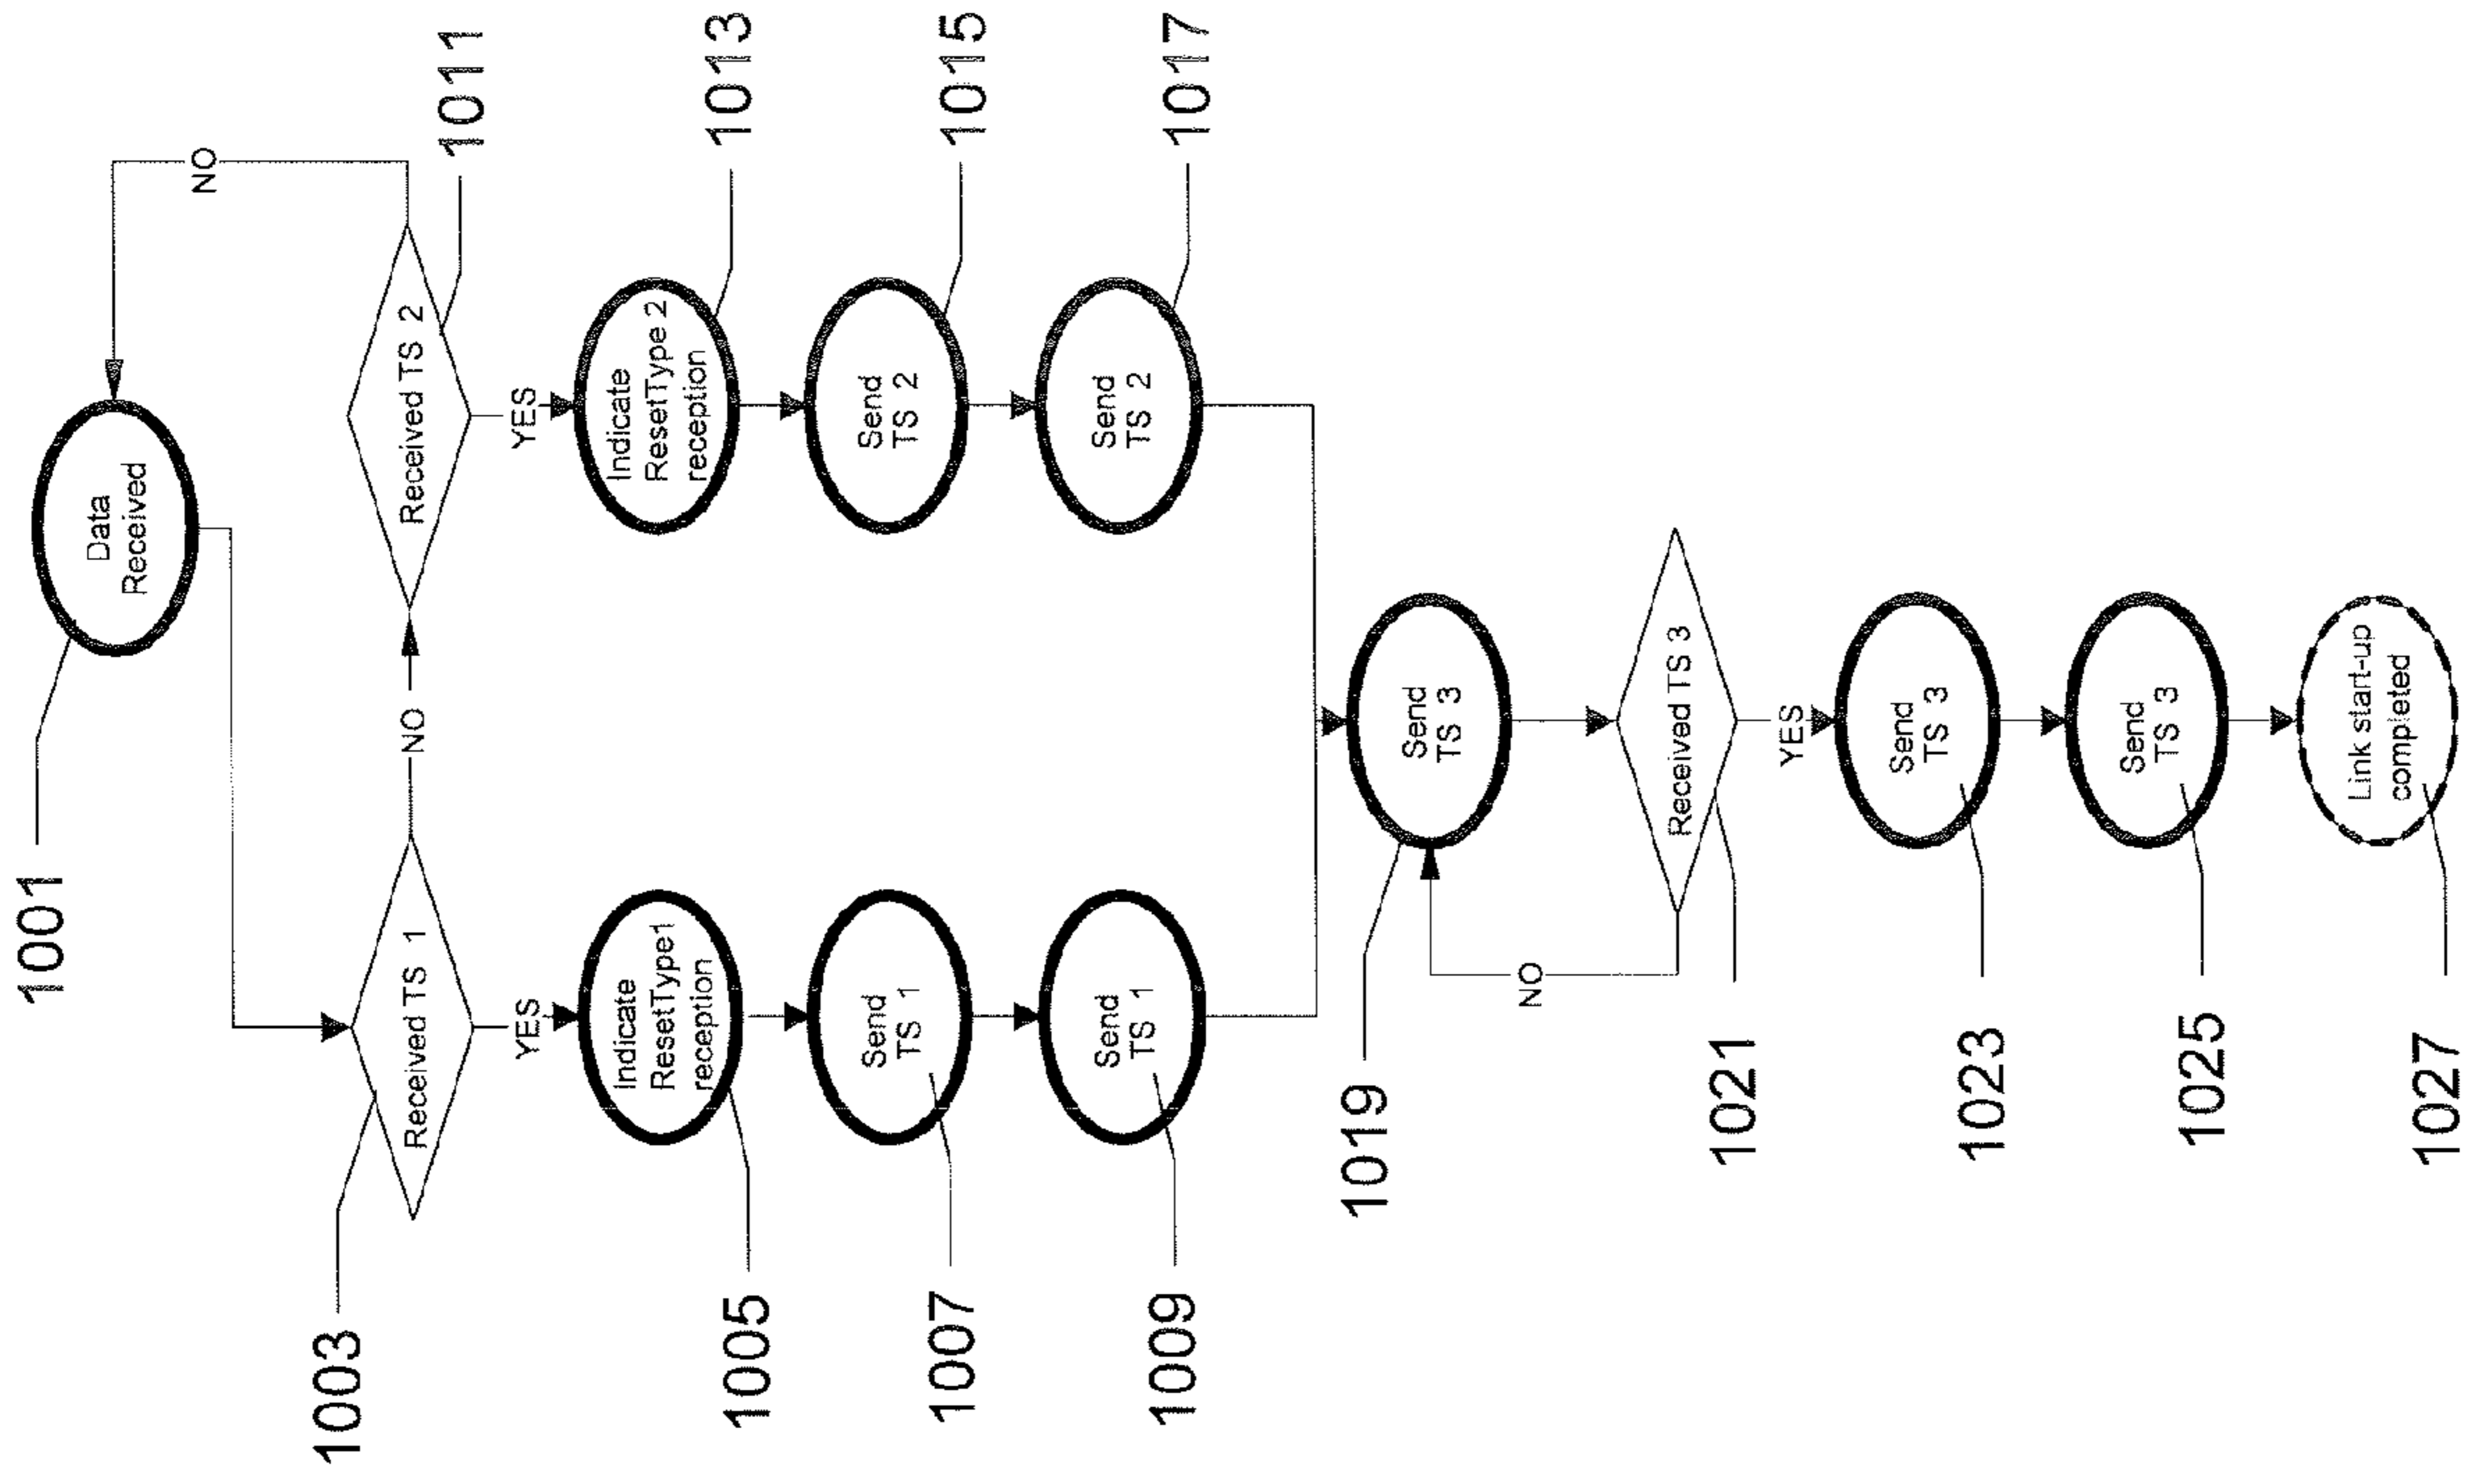 1001
Data
Received
NO
1003
Received TS 1
NO
Received TS 2
1011
YES
YES
1005
Indicate
ResetType1
reception
Indicate
ResetType 2
reception
1013
1007
Send
TS 1
Send
TS 2
1015
1009
Send
TS 1
Send
TS 2
1017
1019
Send
TS 3
NO
1021
Received TS 3
YES
1023
Send
TS 3
1025
Send
TS 3
1027
Link start-up
completed